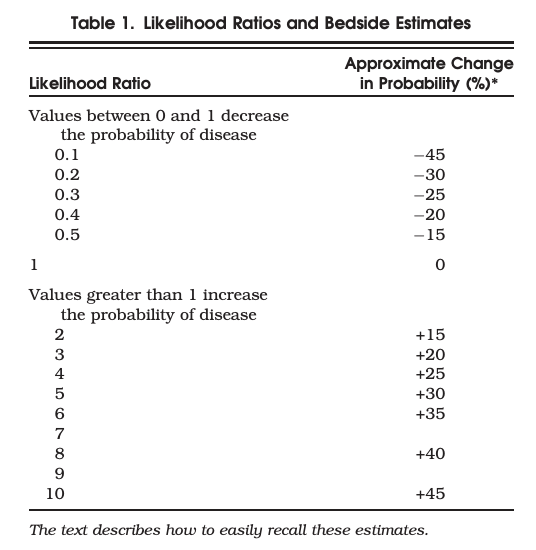 Table 1. Likelihood Ratios and Bedside Estimates
Approximate Change
Likelihood Ratio in Probability (%)*
Values between 0 and 1 decrease
the probability of disease
0.1 −45
0.2 −30
0.3 −25
0.4 −20
0.5 −15
1 0
Values greater than 1 increase
the probability of disease
2 +15
3 +20
4 +25
5 +30
6 +35
7
8 +40
9
10 +45
The text describes how to easily recall these estimates.